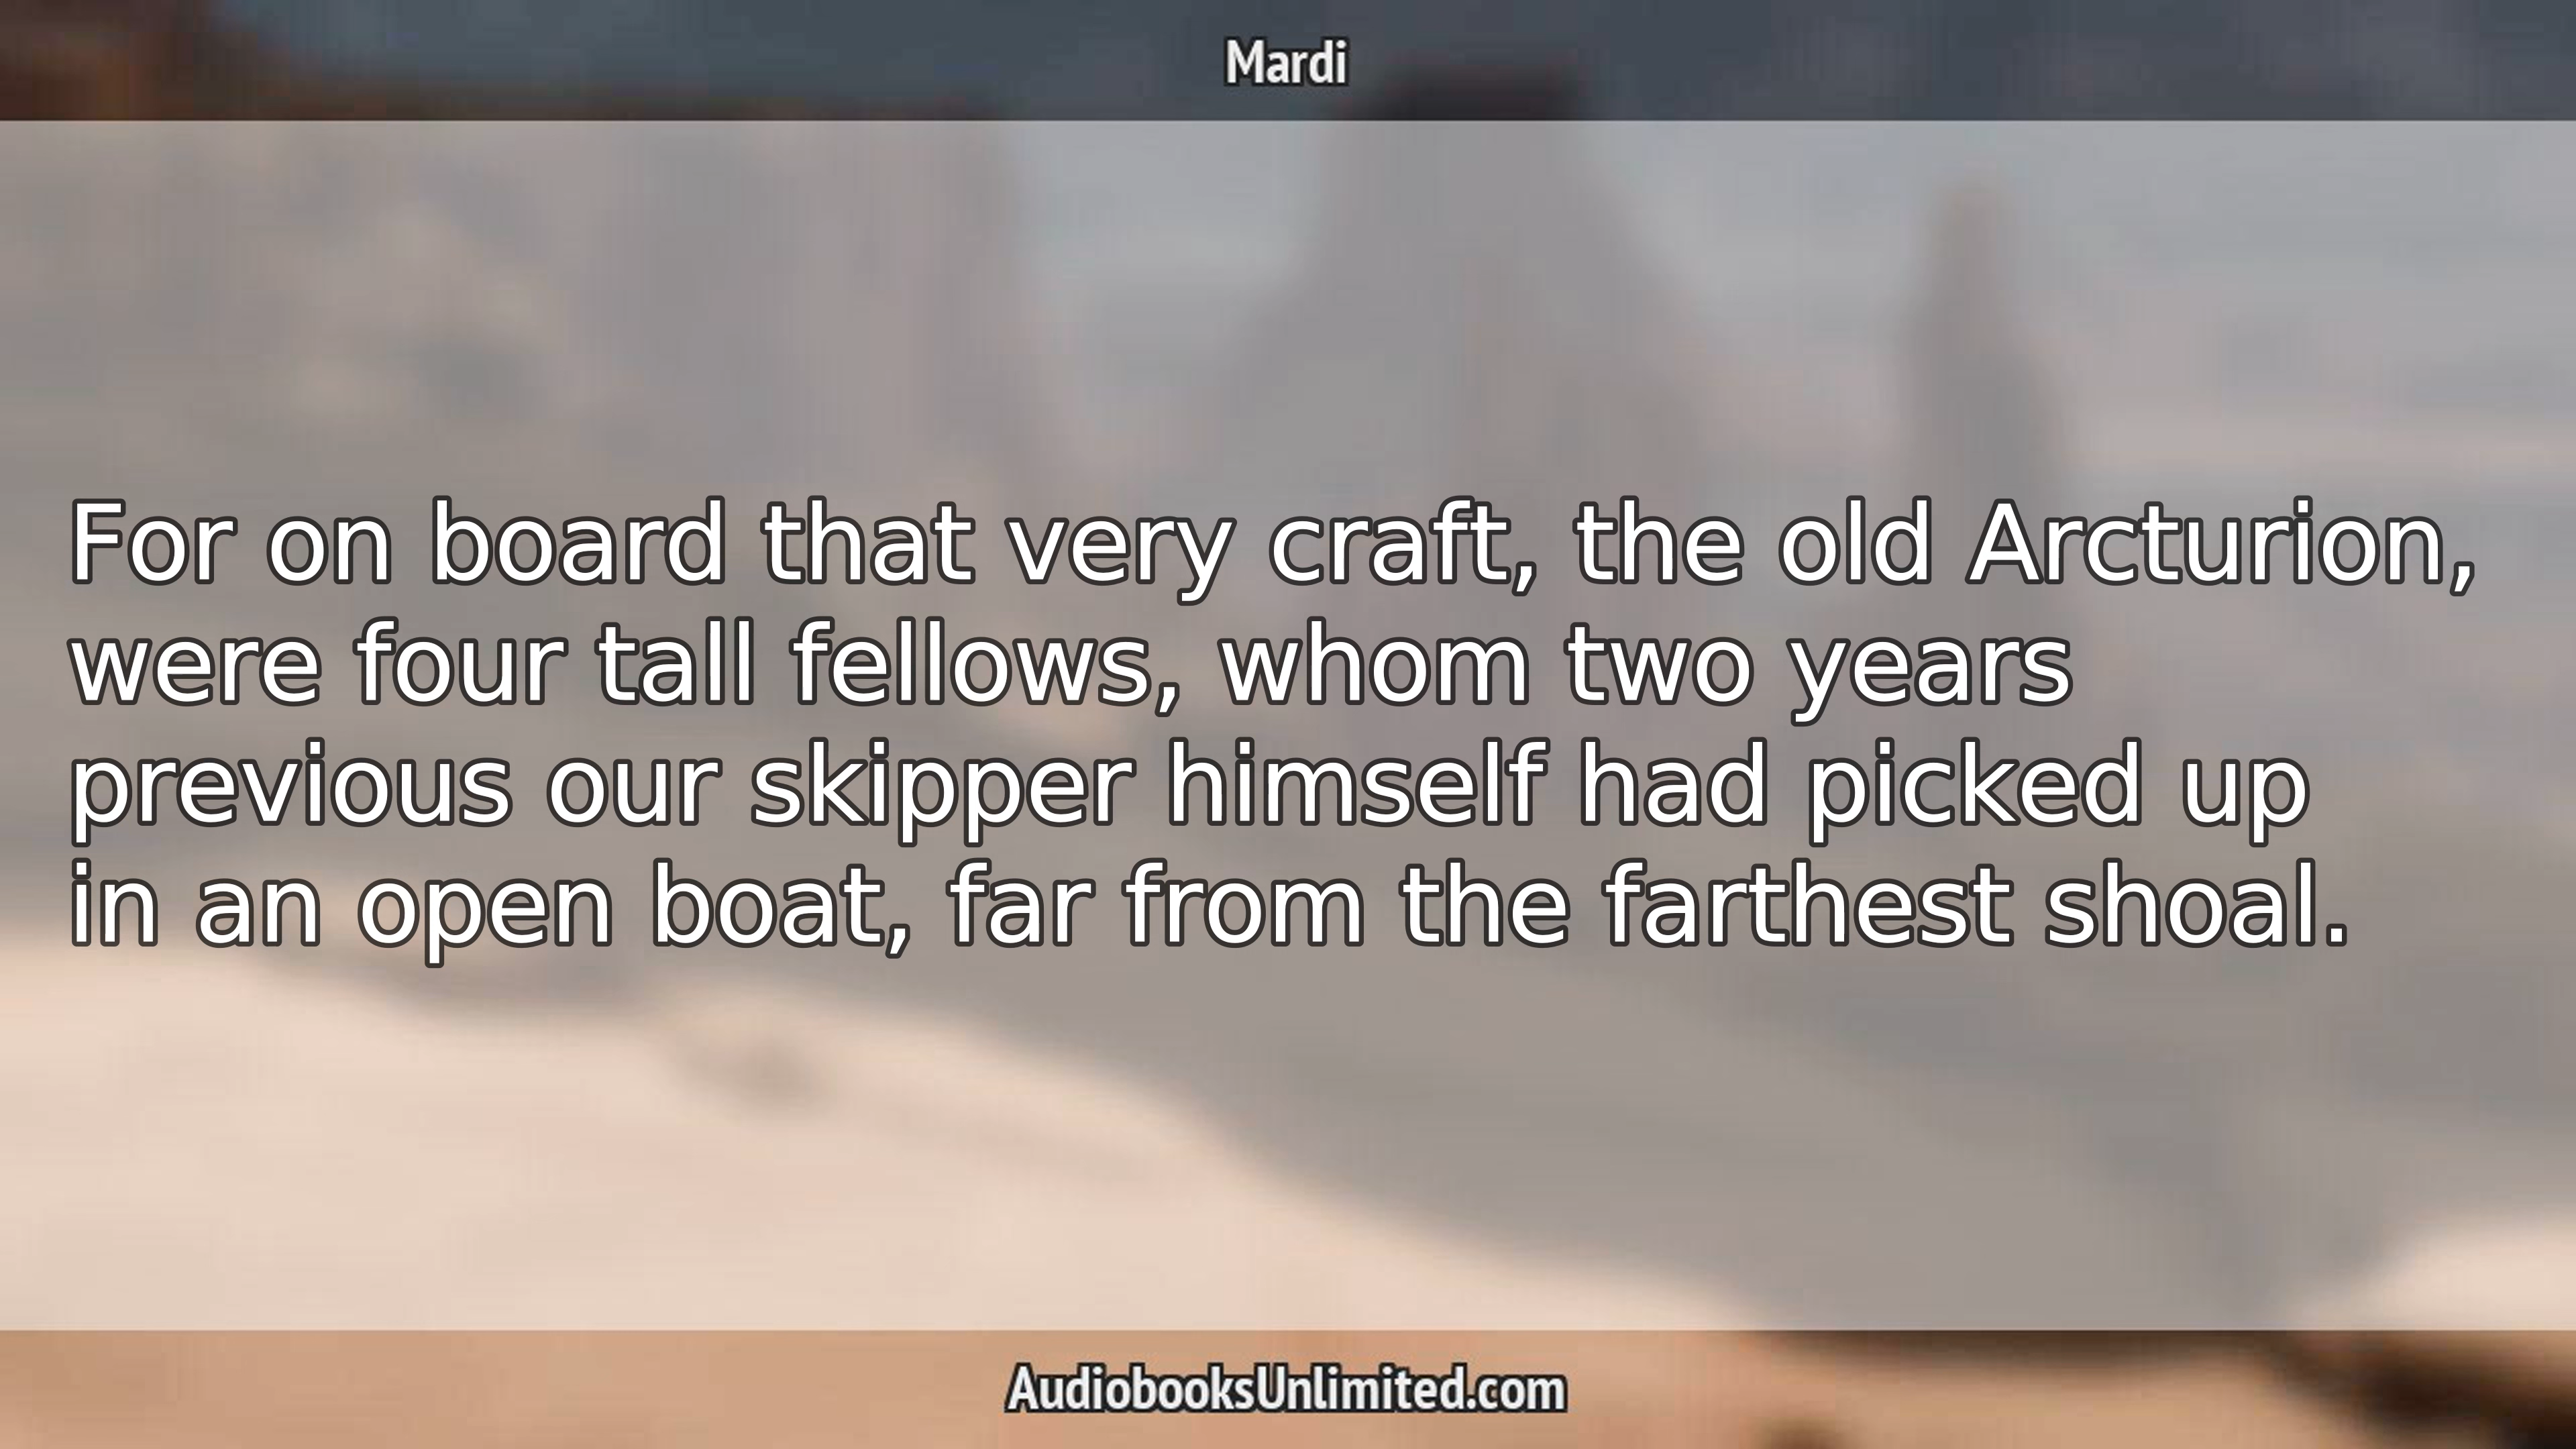 Mardi
For on board that very craft, the old Arcturion,
were four tall fellows, whom two years
previous our skipper himself had picked up
in an open boat, far from the farthest shoal.
AudiobooksUnlimited.com